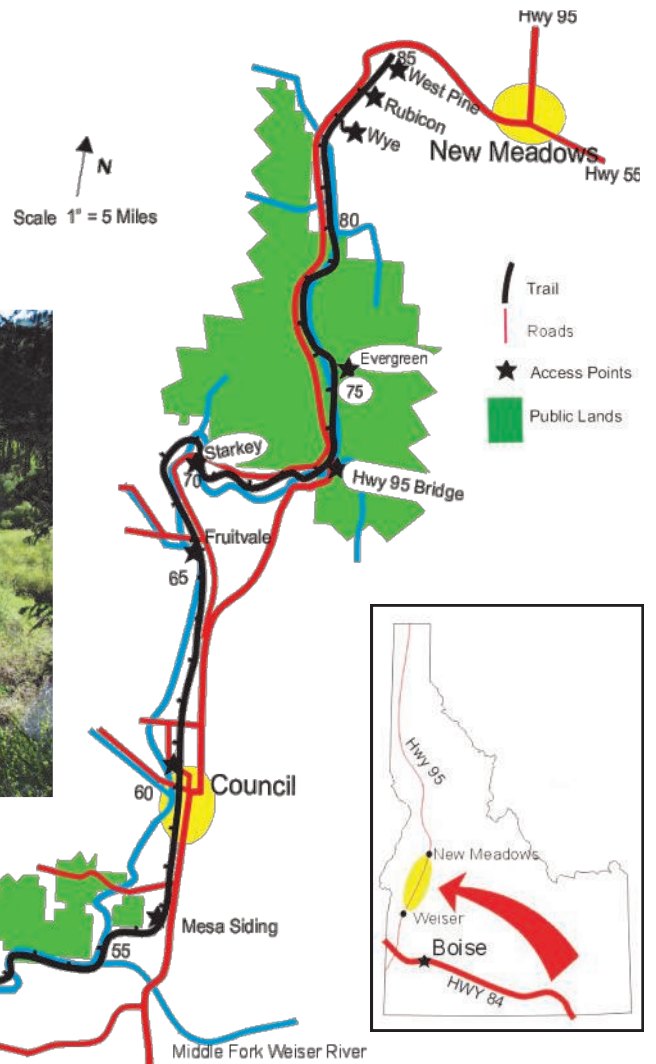 Hwy 95
85
West Pine
Rubicon
Wye
New Meadows
Hwy 55
N
Scale 1" = 5 Miles
80
Trail
Roads
Access Points
Public Lands
Evergreen
75
Starkey
70
Hwy 95 Bridge
Fruitvale
65
Council
60
Mesa Siding
55
Middle Fork Weiser River
Hwy 95
New Meadows
Weiser
Boise
HWY 84